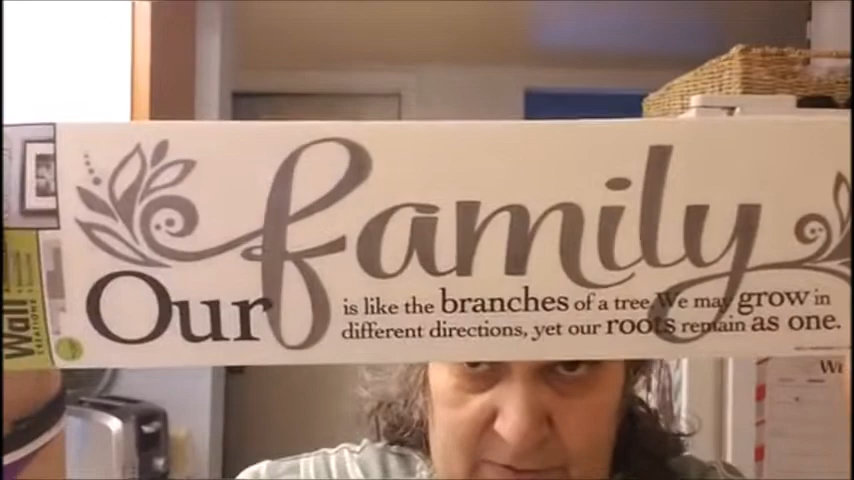 family
Our
is like the branches of a tree. We may grow in
different directions, yet our roots remain as one.
Wall
CREATIONS